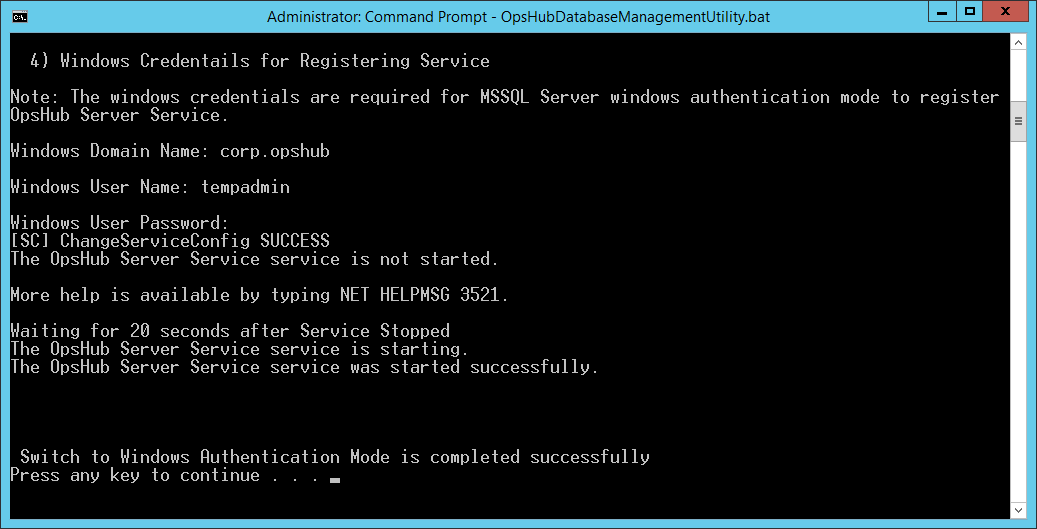 Administrator: Command Prompt - OpsHubDatabaseManagementUtility.bat
4) Windows Credentails for Registering Service
Note: The windows credentials are required for MSSQL Server windows authentication mode to register
OpsHub Server Service.
Windows Domain Name: corp.opshub
Windows User Name: tempadmin
Windows User Password:
[SC] ChangeServiceConfig SUCCESS
The OpsHub Server Service service is not started.
More help is available by typing NET HELPMSG 3521.
Waiting for 20 seconds after Service Stopped
The OpsHub Server Service service is starting.
The OpsHub Server Service service was started successfully.
Switch to Windows Authentication Mode is completed successfully
Press any key to continue . . .